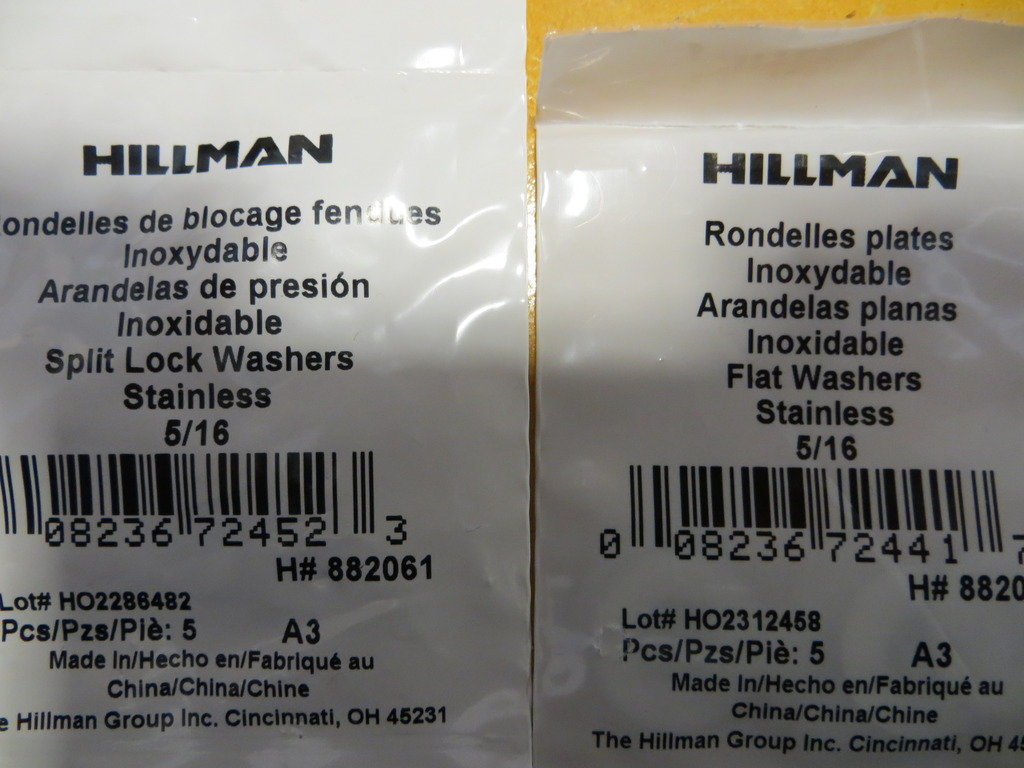 HILLMAN
ondelles de blocage fendues
Inoxydable
Arandelas de presión
Inoxidable
Split Lock Washers
Stainless
5/16
08236 72452 3
H# 882061
Lot# HO2286482
Pcs/Pzs/Piè: 5 A3
Made In/Hecho en/Fabriqué au
China/China/Chine
e Hillman Group Inc. Cincinnati, OH 45231
HILLMAN
Rondelles plates
Inoxydable
Arandelas planas
Inoxidable
Flat Washers
Stainless
5/16
0 08236 72441 7
H# 8820
Lot# HO2312458
Pcs/Pzs/Piè: 5 A3
Made In/Hecho en/Fabriqué au
China/China/Chine
The Hillman Group Inc. Cincinnati, OH 45